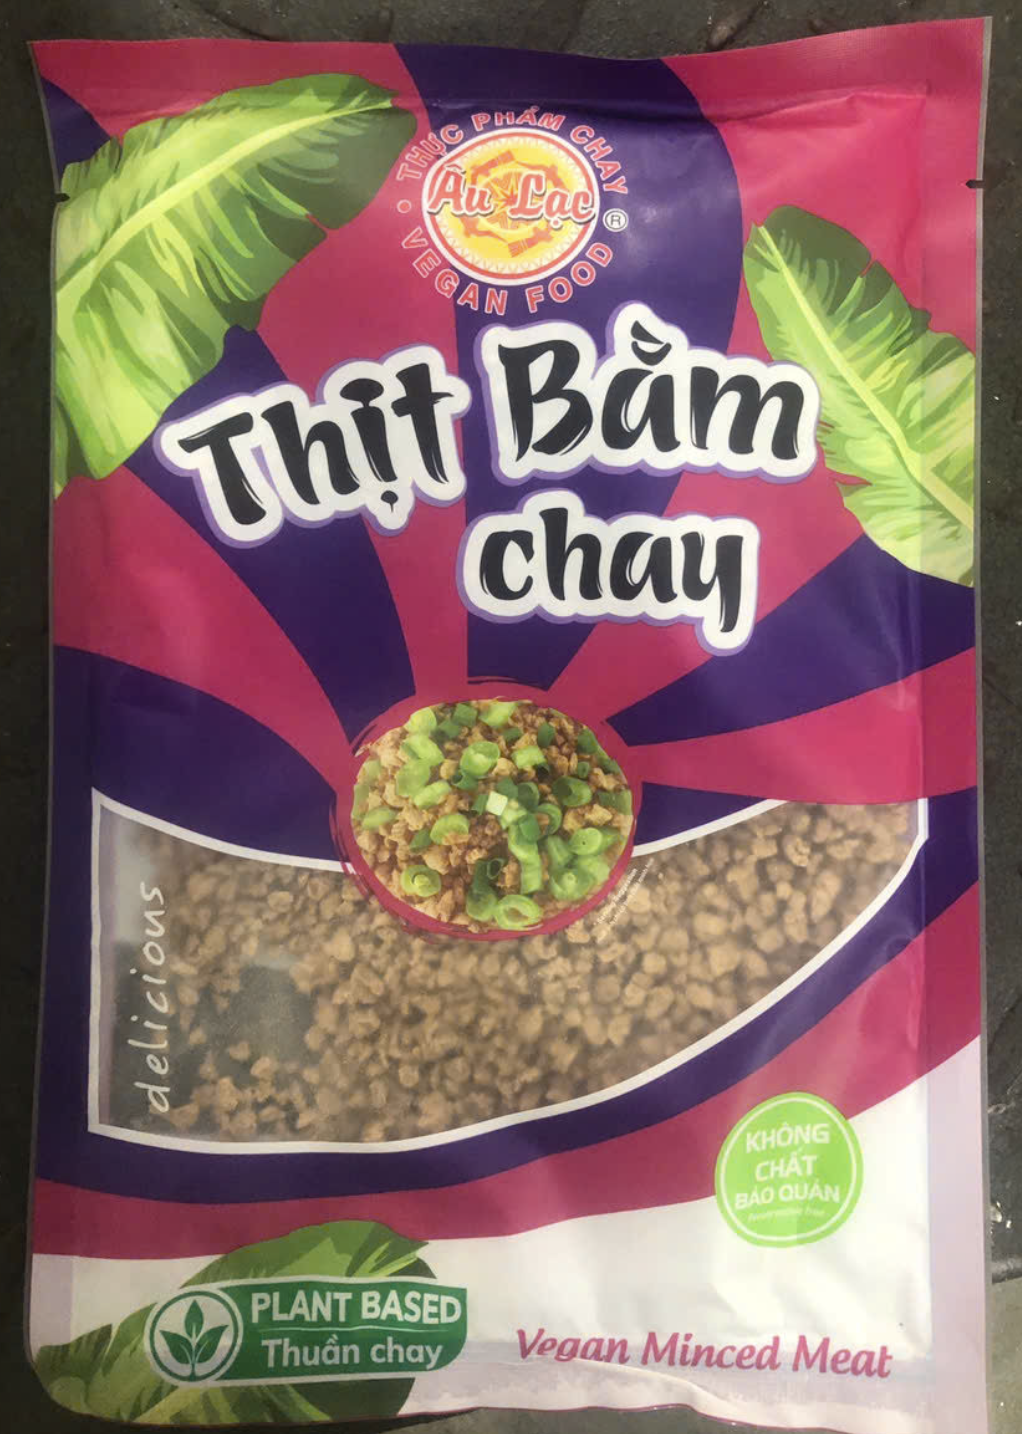 THỰC PHẨM CHAY
Âu Lạc
®
VEGAN FOOD
Thịt Bằm
chay
delicious
KHÔNG
CHẤT
BẢO QUẢN
PLANT BASED
Thuần chay
Vegan Minced Meat